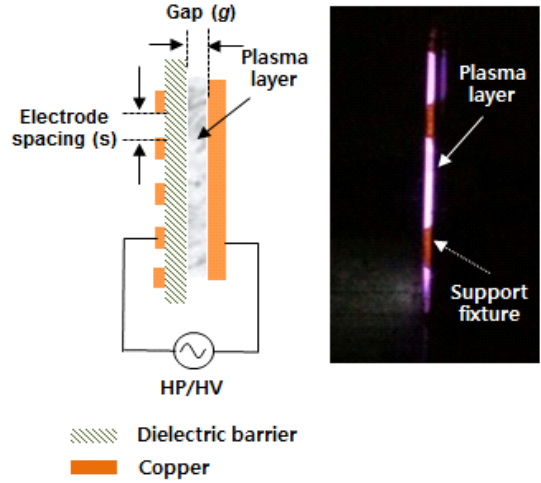 Gap (g)
Plasma
layer
Electrode
spacing (s)
HP/HV
Dielectric barrier
Copper
Plasma
layer
Support
fixture